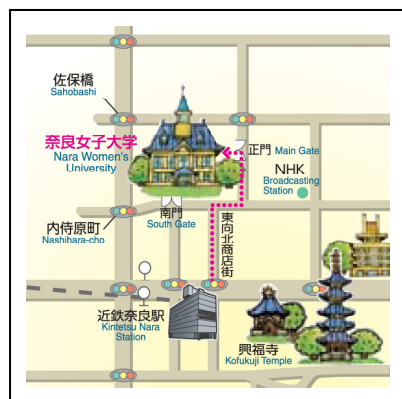 佐保橋
Sahobashi
奈良女子大学
Nara Women's
University
正門 Main Gate
NHK
Broadcasting
Station
内侍原町
Nashihara-cho
南門
South Gate
東向北商店街
近鉄奈良駅
Kintetsu Nara
Station
興福寺
Kofukuji Temple